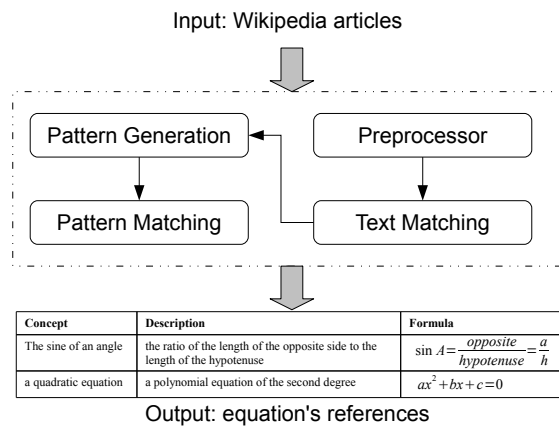 Input: Wikipedia articles
Pattern Generation
Preprocessor
Pattern Matching
Text Matching
Concept Description Formula
The sine of an angle the ratio of the length of the opposite side to the
length of the hypotenuse
sin A = opposite/hypotenuse = a/h
a quadratic equation a polynomial equation of the second degree ax² + bx + c = 0
Output: equation's references